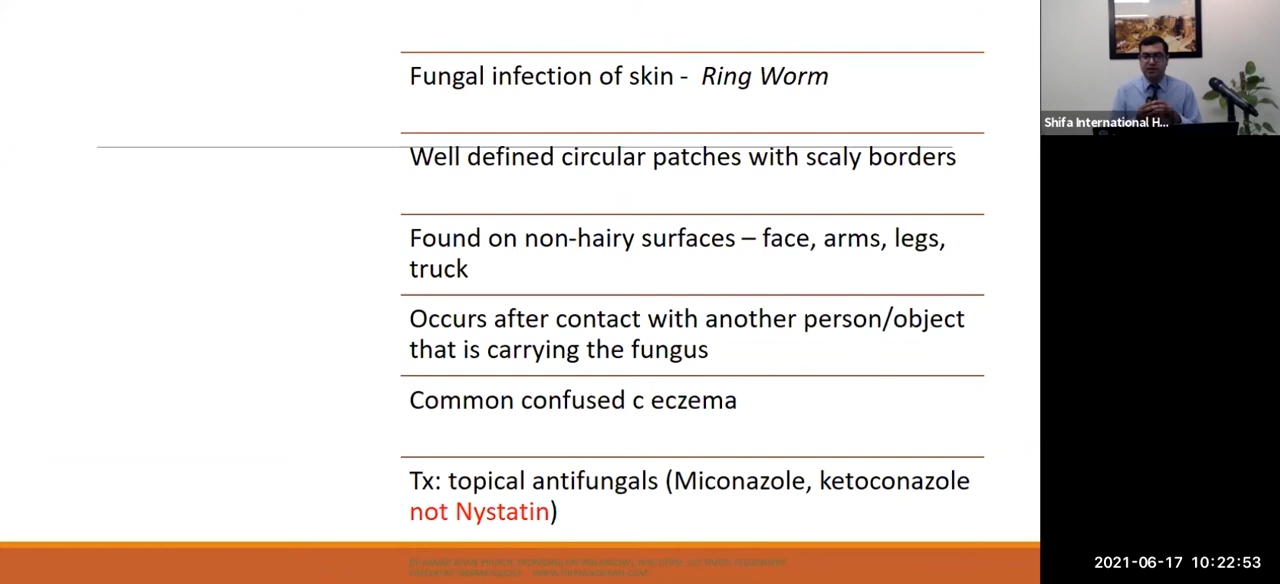 Fungal infection of skin - Ring Worm
Well defined circular patches with scaly borders
Found on non-hairy surfaces – face, arms, legs,
truck
Occurs after contact with another person/object
that is carrying the fungus
Common confused c eczema
Tx: topical antifungals (Miconazole, ketoconazole
not Nystatin)
Shifa International H...
2021-06-17 10:22:53